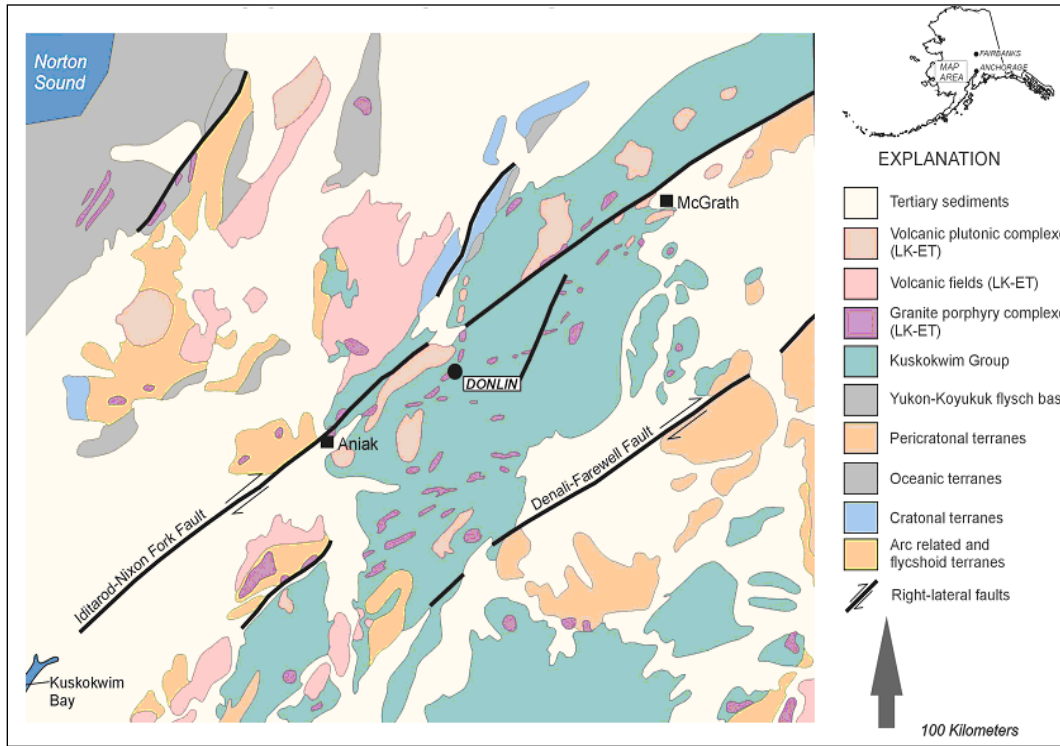 Norton
Sound
McGrath
DONLIN
Aniak
Iditarod-Nixon Fork Fault
Denali-Farewell Fault
Kuskokwim
Bay
FAIRBANKS
ANCHORAGE
MAP
AREA
EXPLANATION
Tertiary sediments
Volcanic plutonic complexe
(LK-ET)
Volcanic fields (LK-ET)
Granite porphyry complexe
(LK-ET)
Kuskokwim Group
Yukon-Koyukuk flysch bas
Pericratonal terranes
Oceanic terranes
Cratonal terranes
Arc related and
flycshoid terranes
Right-lateral faults
100 Kilometers